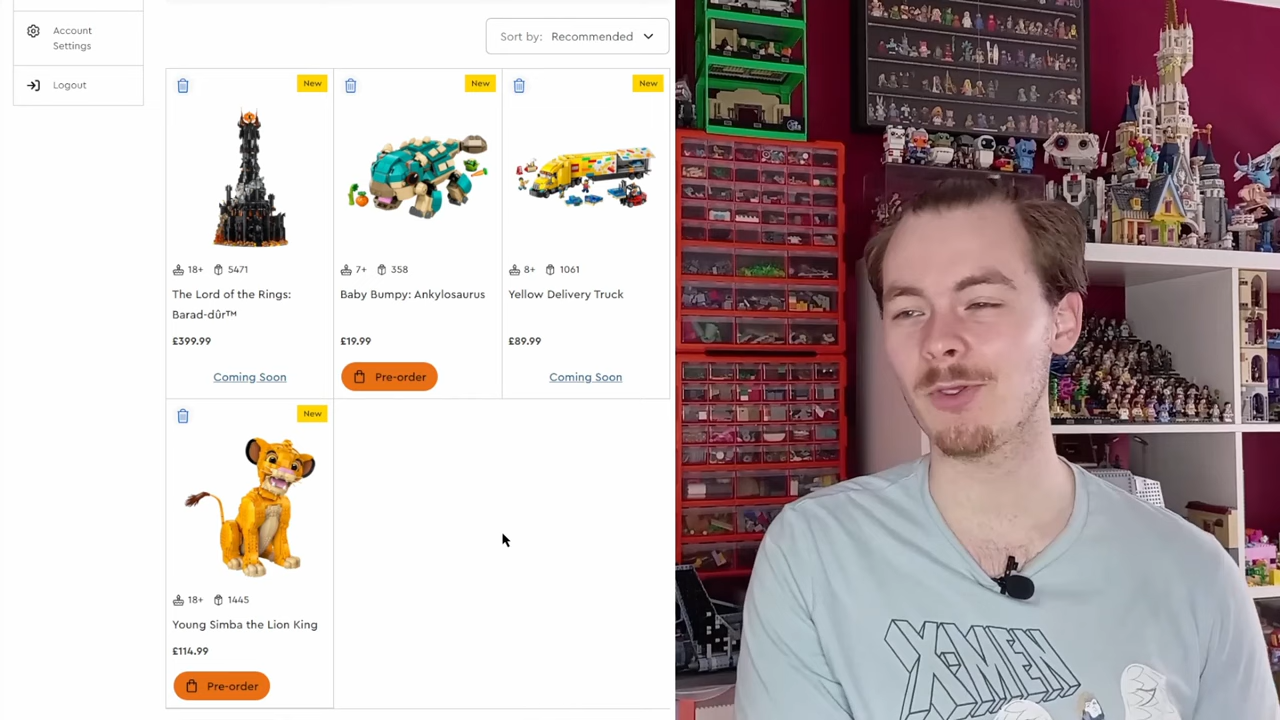 Account
Settings
Logout
Sort by: Recommended
New
New
New
18+ 5471
7+ 358
8+ 1061
The Lord of the Rings:
Barad-dûr™
Baby Bumpy: Ankylosaurus
Yellow Delivery Truck
£399.99
£19.99
£89.99
Coming Soon
Pre-order
Coming Soon
New
18+ 1445
Young Simba the Lion King
£114.99
Pre-order
X-MEN